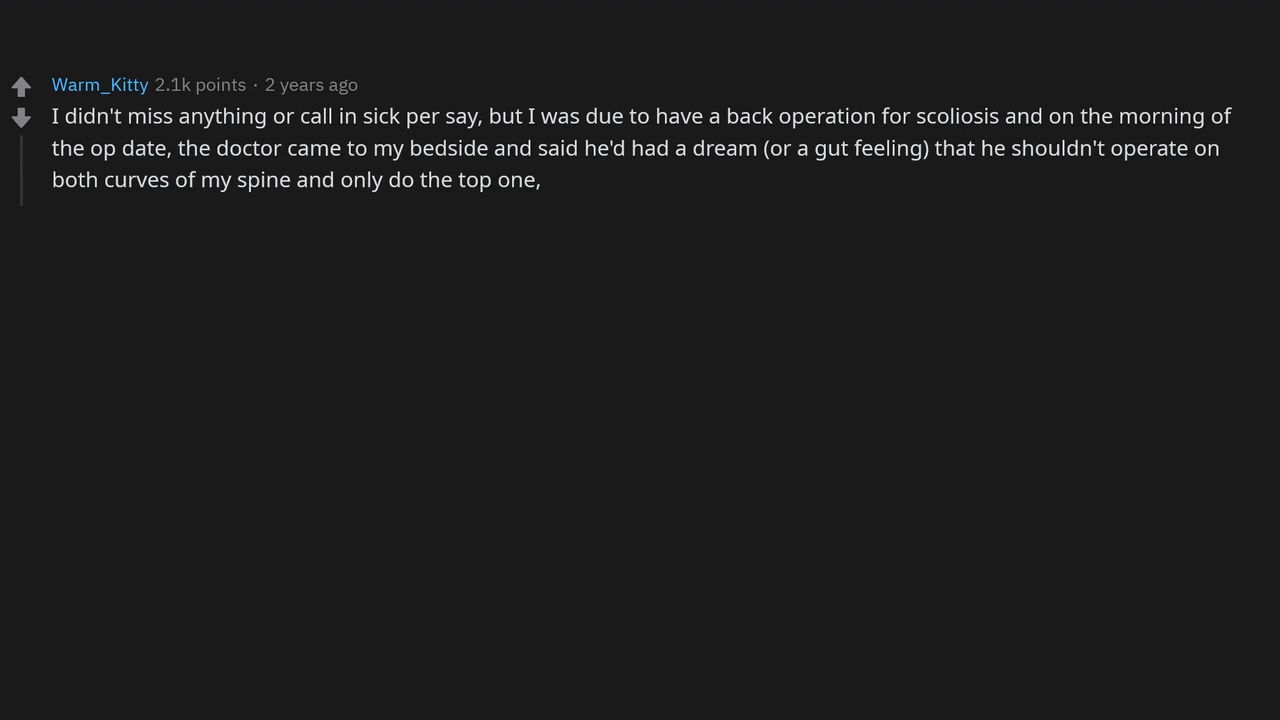 Warm_Kitty 2.1k points · 2 years ago
I didn't miss anything or call in sick per say, but I was due to have a back operation for scoliosis and on the morning of
the op date, the doctor came to my bedside and said he'd had a dream (or a gut feeling) that he shouldn't operate on
both curves of my spine and only do the top one,